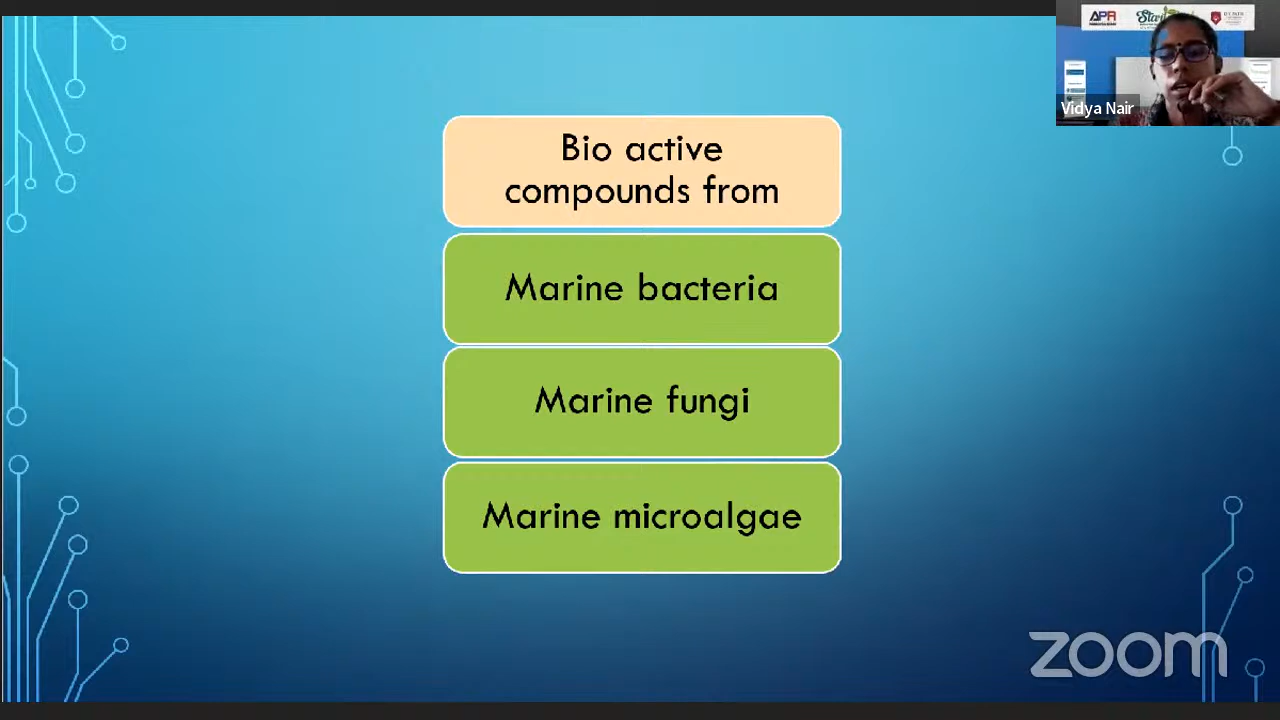 APR
Vidya Nair
Bio active
compounds from
Marine bacteria
Marine fungi
Marine microalgae
zoom